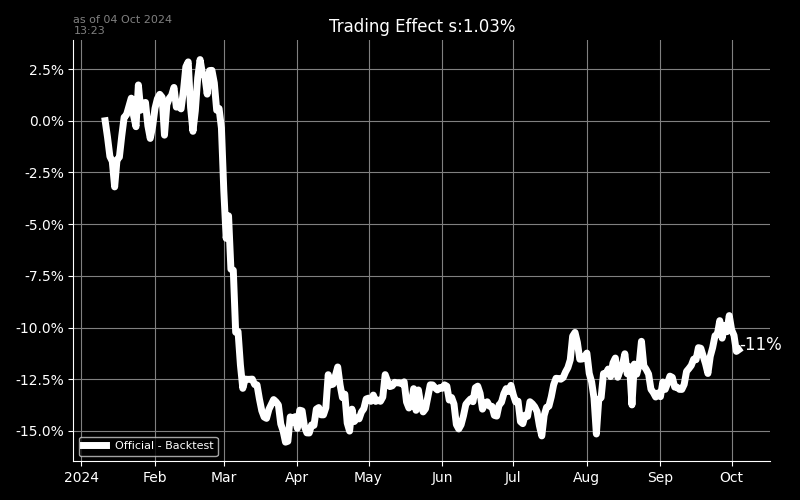 as of 04 Oct 2024
13:23
Trading Effect s:1.03%
2.5%
0.0%
-2.5%
-5.0%
-7.5%
-10.0%
-12.5%
-15.0%
-11%
Official - Backtest
2024 Feb Mar Apr May Jun Jul Aug Sep Oct